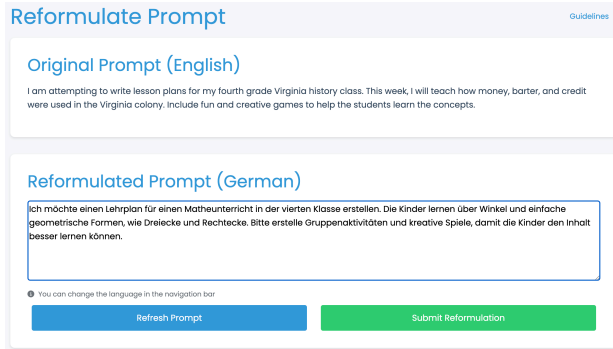 Reformulate Prompt
Guidelines
Original Prompt (English)
I am attempting to write lesson plans for my fourth grade Virginia history class. This week, I will teach how money, barter, and credit
were used in the Virginia colony. Include fun and creative games to help the students learn the concepts.
Reformulated Prompt (German)
Ich möchte einen Lehrplan für einen Matheunterricht in der vierten Klasse erstellen. Die Kinder lernen über Winkel und einfache
geometrische Formen, wie Dreiecke und Rechtecke. Bitte erstelle Gruppenaktivitäten und kreative Spiele, damit die Kinder den Inhalt
besser lernen können.
You can change the language in the navigation bar
Refresh Prompt
Submit Reformulation